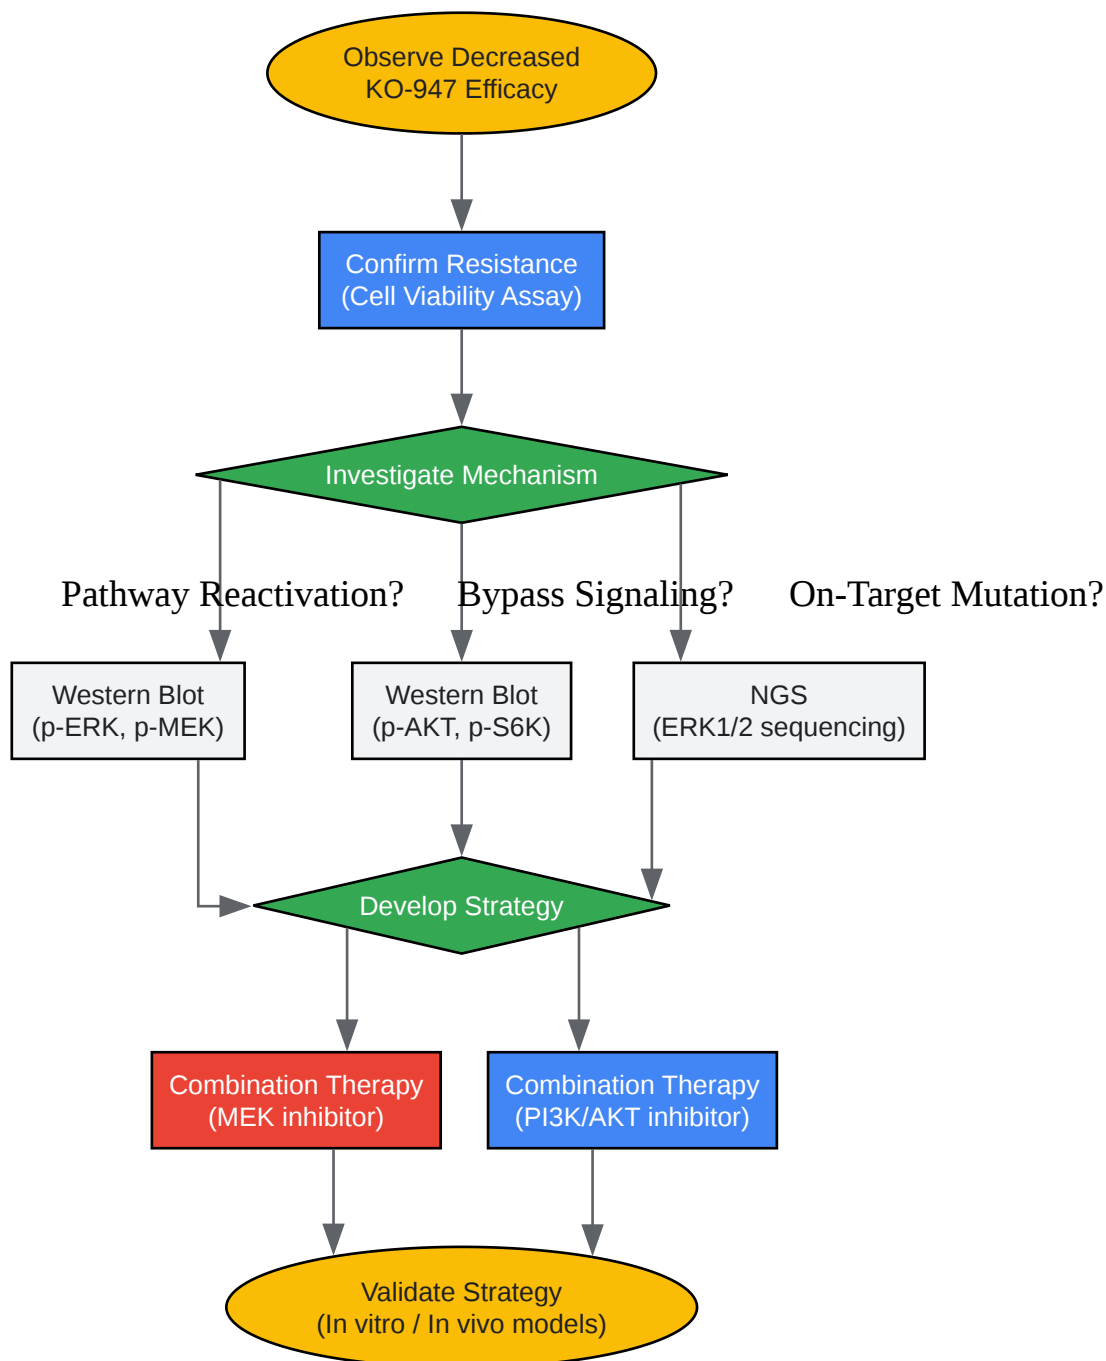 Observe Decreased
KO-947 Efficacy
Confirm Resistance
(Cell Viability Assay)
Investigate Mechanism
Pathway Reactivation?
Bypass Signaling?
On-Target Mutation?
Western Blot
(p-ERK, p-MEK)
Western Blot
(p-AKT, p-S6K)
NGS
(ERK1/2 sequencing)
Develop Strategy
Combination Therapy
(MEK inhibitor)
Combination Therapy
(PI3K/AKT inhibitor)
Validate Strategy
(In vitro / In vivo models)